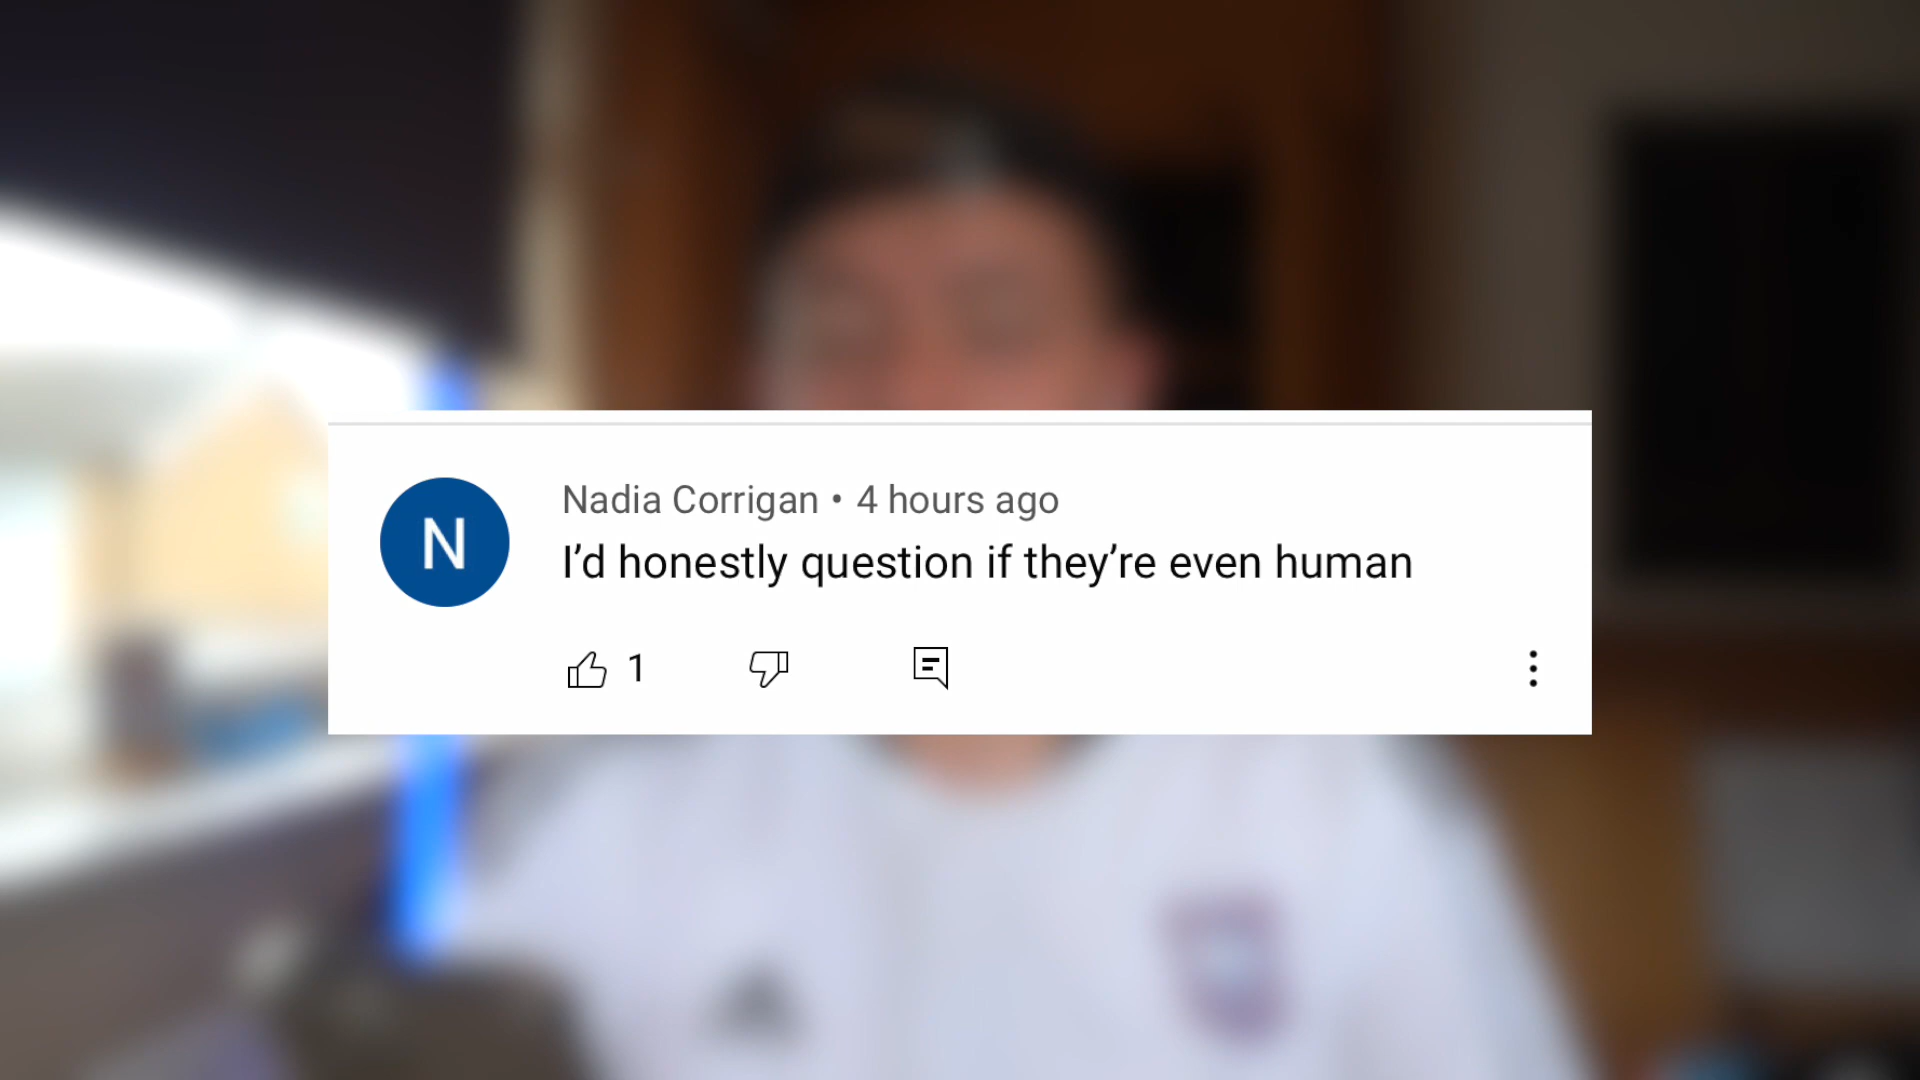 N
Nadia Corrigan • 4 hours ago
I’d honestly question if they’re even human
1